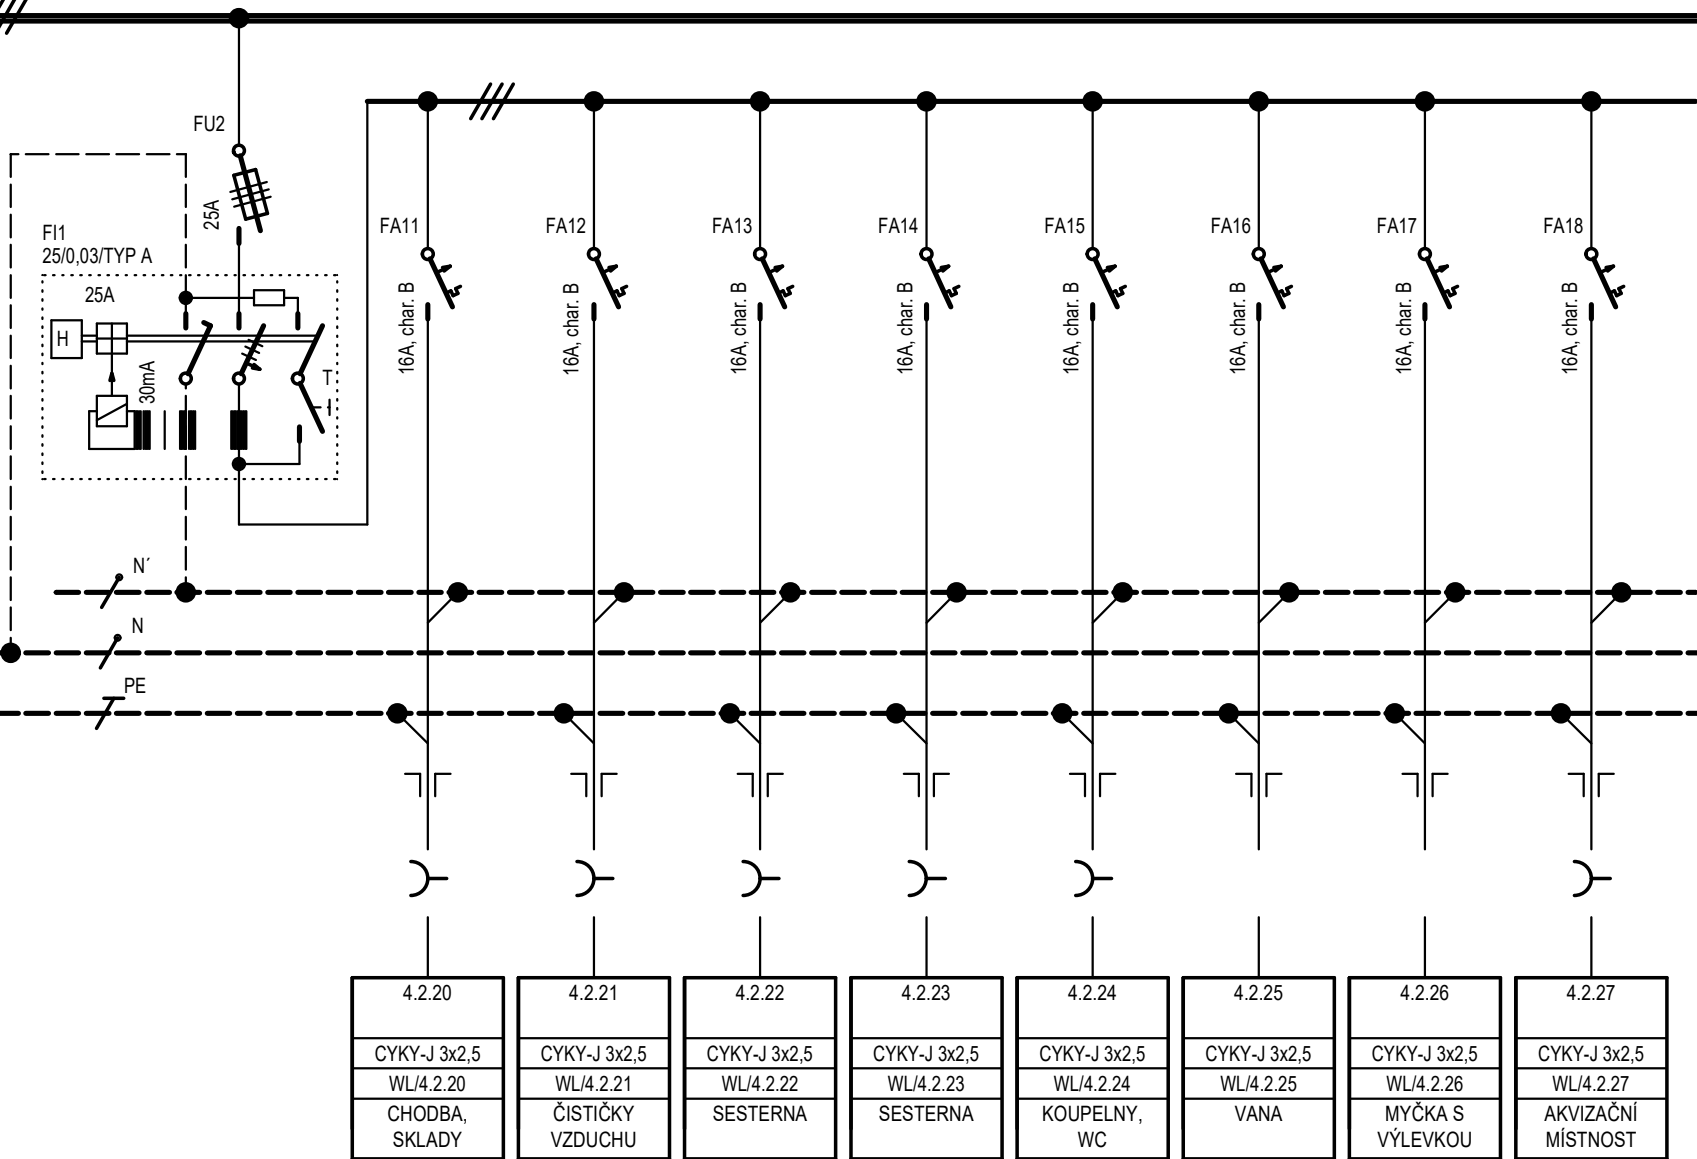 FU2
25A
FI1
25/0,03/TYP A
25A
H
30mA
T
FA11
FA12
FA13
FA14
FA15
FA16
FA17
FA18
16A, char. B
16A, char. B
16A, char. B
16A, char. B
16A, char. B
16A, char. B
16A, char. B
16A, char. B
N´
N
PE
4.2.20
CYKY-J 3x2,5
WL/4.2.20
CHODBA,
SKLADY
4.2.21
CYKY-J 3x2,5
WL/4.2.21
ČISTIČKY
VZDUCHU
4.2.22
CYKY-J 3x2,5
WL/4.2.22
SESTERNA
4.2.23
CYKY-J 3x2,5
WL/4.2.23
SESTERNA
4.2.24
CYKY-J 3x2,5
WL/4.2.24
KOUPELNY,
WC
4.2.25
CYKY-J 3x2,5
WL/4.2.25
VANA
4.2.26
CYKY-J 3x2,5
WL/4.2.26
MYČKA S
VÝLEVKOU
4.2.27
CYKY-J 3x2,5
WL/4.2.27
AKVIZAČNÍ
MÍSTNOST